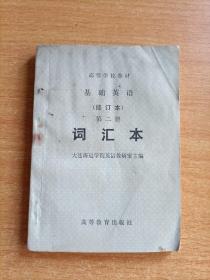 高等学校教材
基础英语
(修订本)
第二册
词汇本
大连海运学院英语教研室主编
高等教育出版社